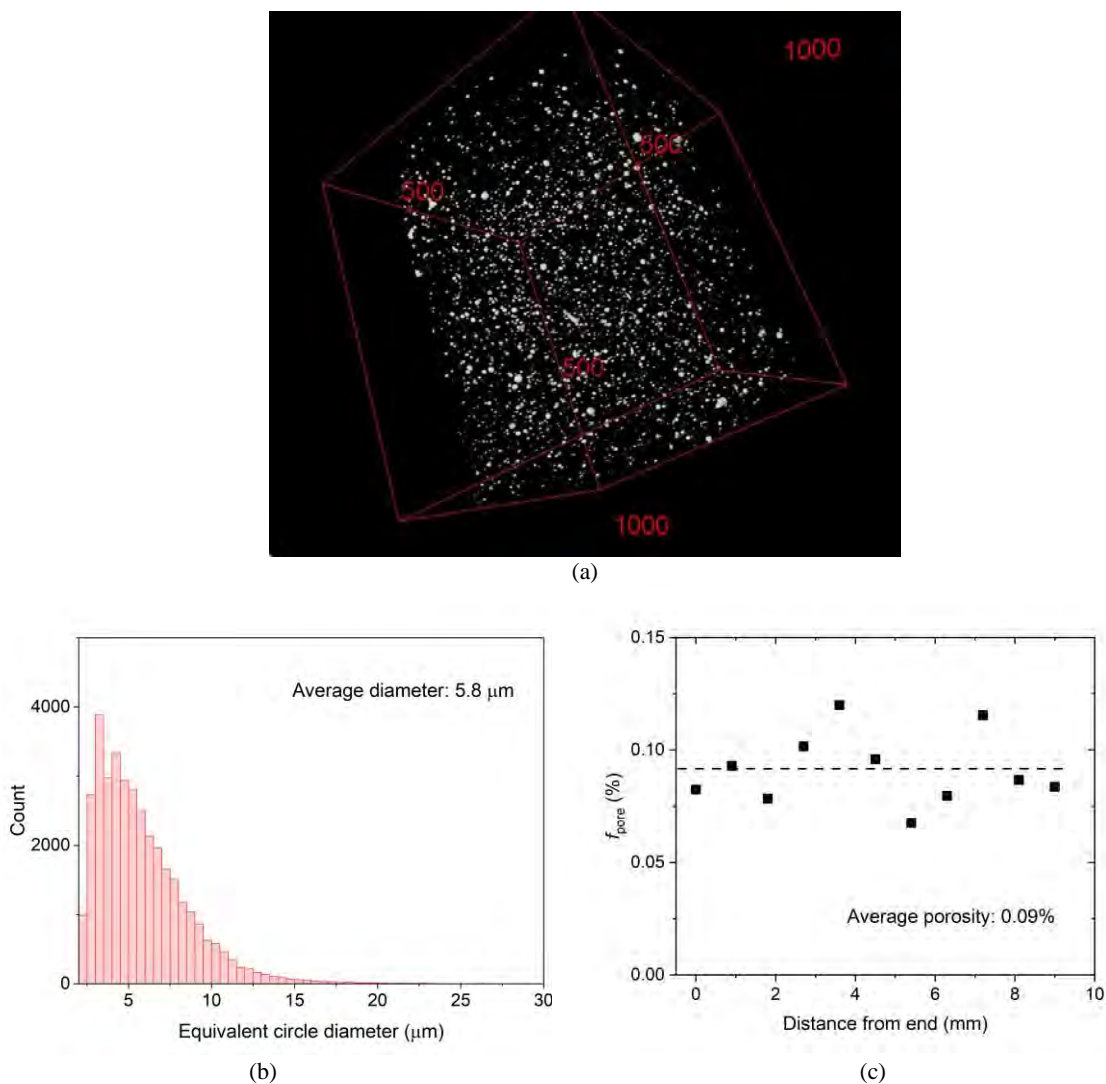 1000
500
500
500
1000
(a)
Average diameter: 5.8 μm
4000
2000
0
Count
5
10
15
20
25
30
Equivalent circle diameter (μm)
(b)
0.15
0.10
0.05
0.00
f_pore (%)
Average porosity: 0.09%
0
2
4
6
8
10
Distance from end (mm)
(c)